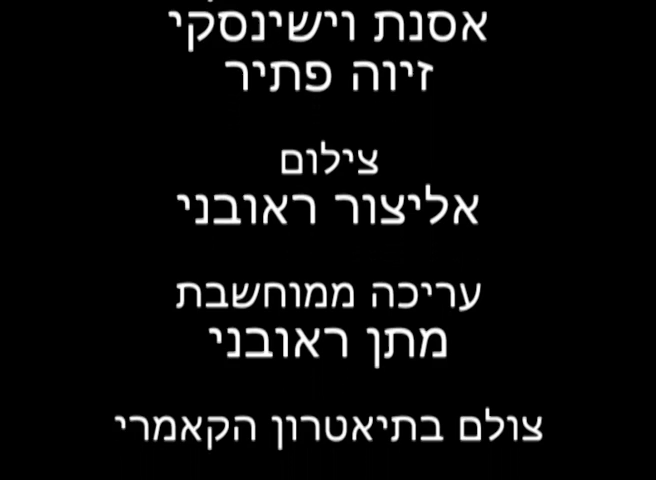 אסנת וישינסקי
זיוה פתיר
צילום
אליצור ראובני
עריכה ממוחשבת
מתן ראובני
צולם בתיאטרון הקאמרי